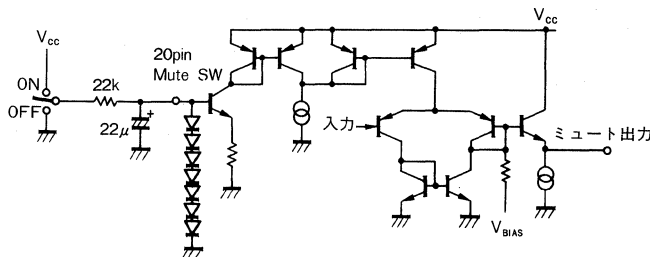 Vcc
Vcc
20pin
Mute SW
ON
OFF
22k
22μ
+
入力
ミュート出力
VBIAS